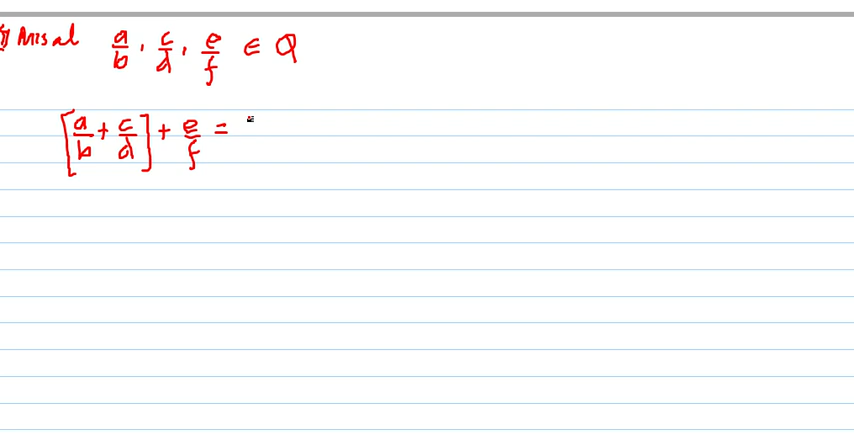 Misal a/b , c/d , e/f ∈ Q
[a/b + c/d] + e/f =